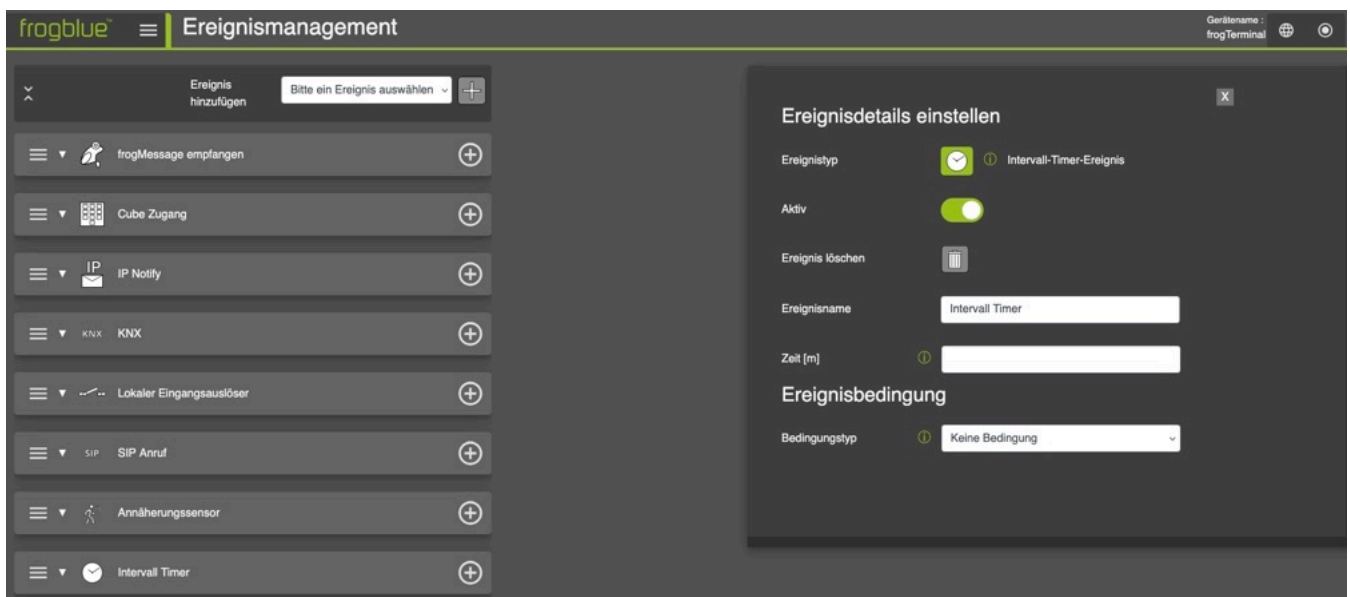 frogblue™
Ereignismanagement
Gerätename :
frogTerminal
Ereignis
hinzufügen
Bitte ein Ereignis auswählen
frogMessage empfangen
Cube Zugang
IP
IP Notify
KNX
KNX
Lokaler Eingangsauslöser
SIP
SIP Anruf
Annäherungssensor
Intervall Timer
X
Ereignisdetails einstellen
Ereignistyp
Intervall-Timer-Ereignis
Aktiv
Ereignis löschen
Ereignisname
Intervall Timer
Zeit [m]
Ereignisbedingung
Bedingungstyp
Keine Bedingung